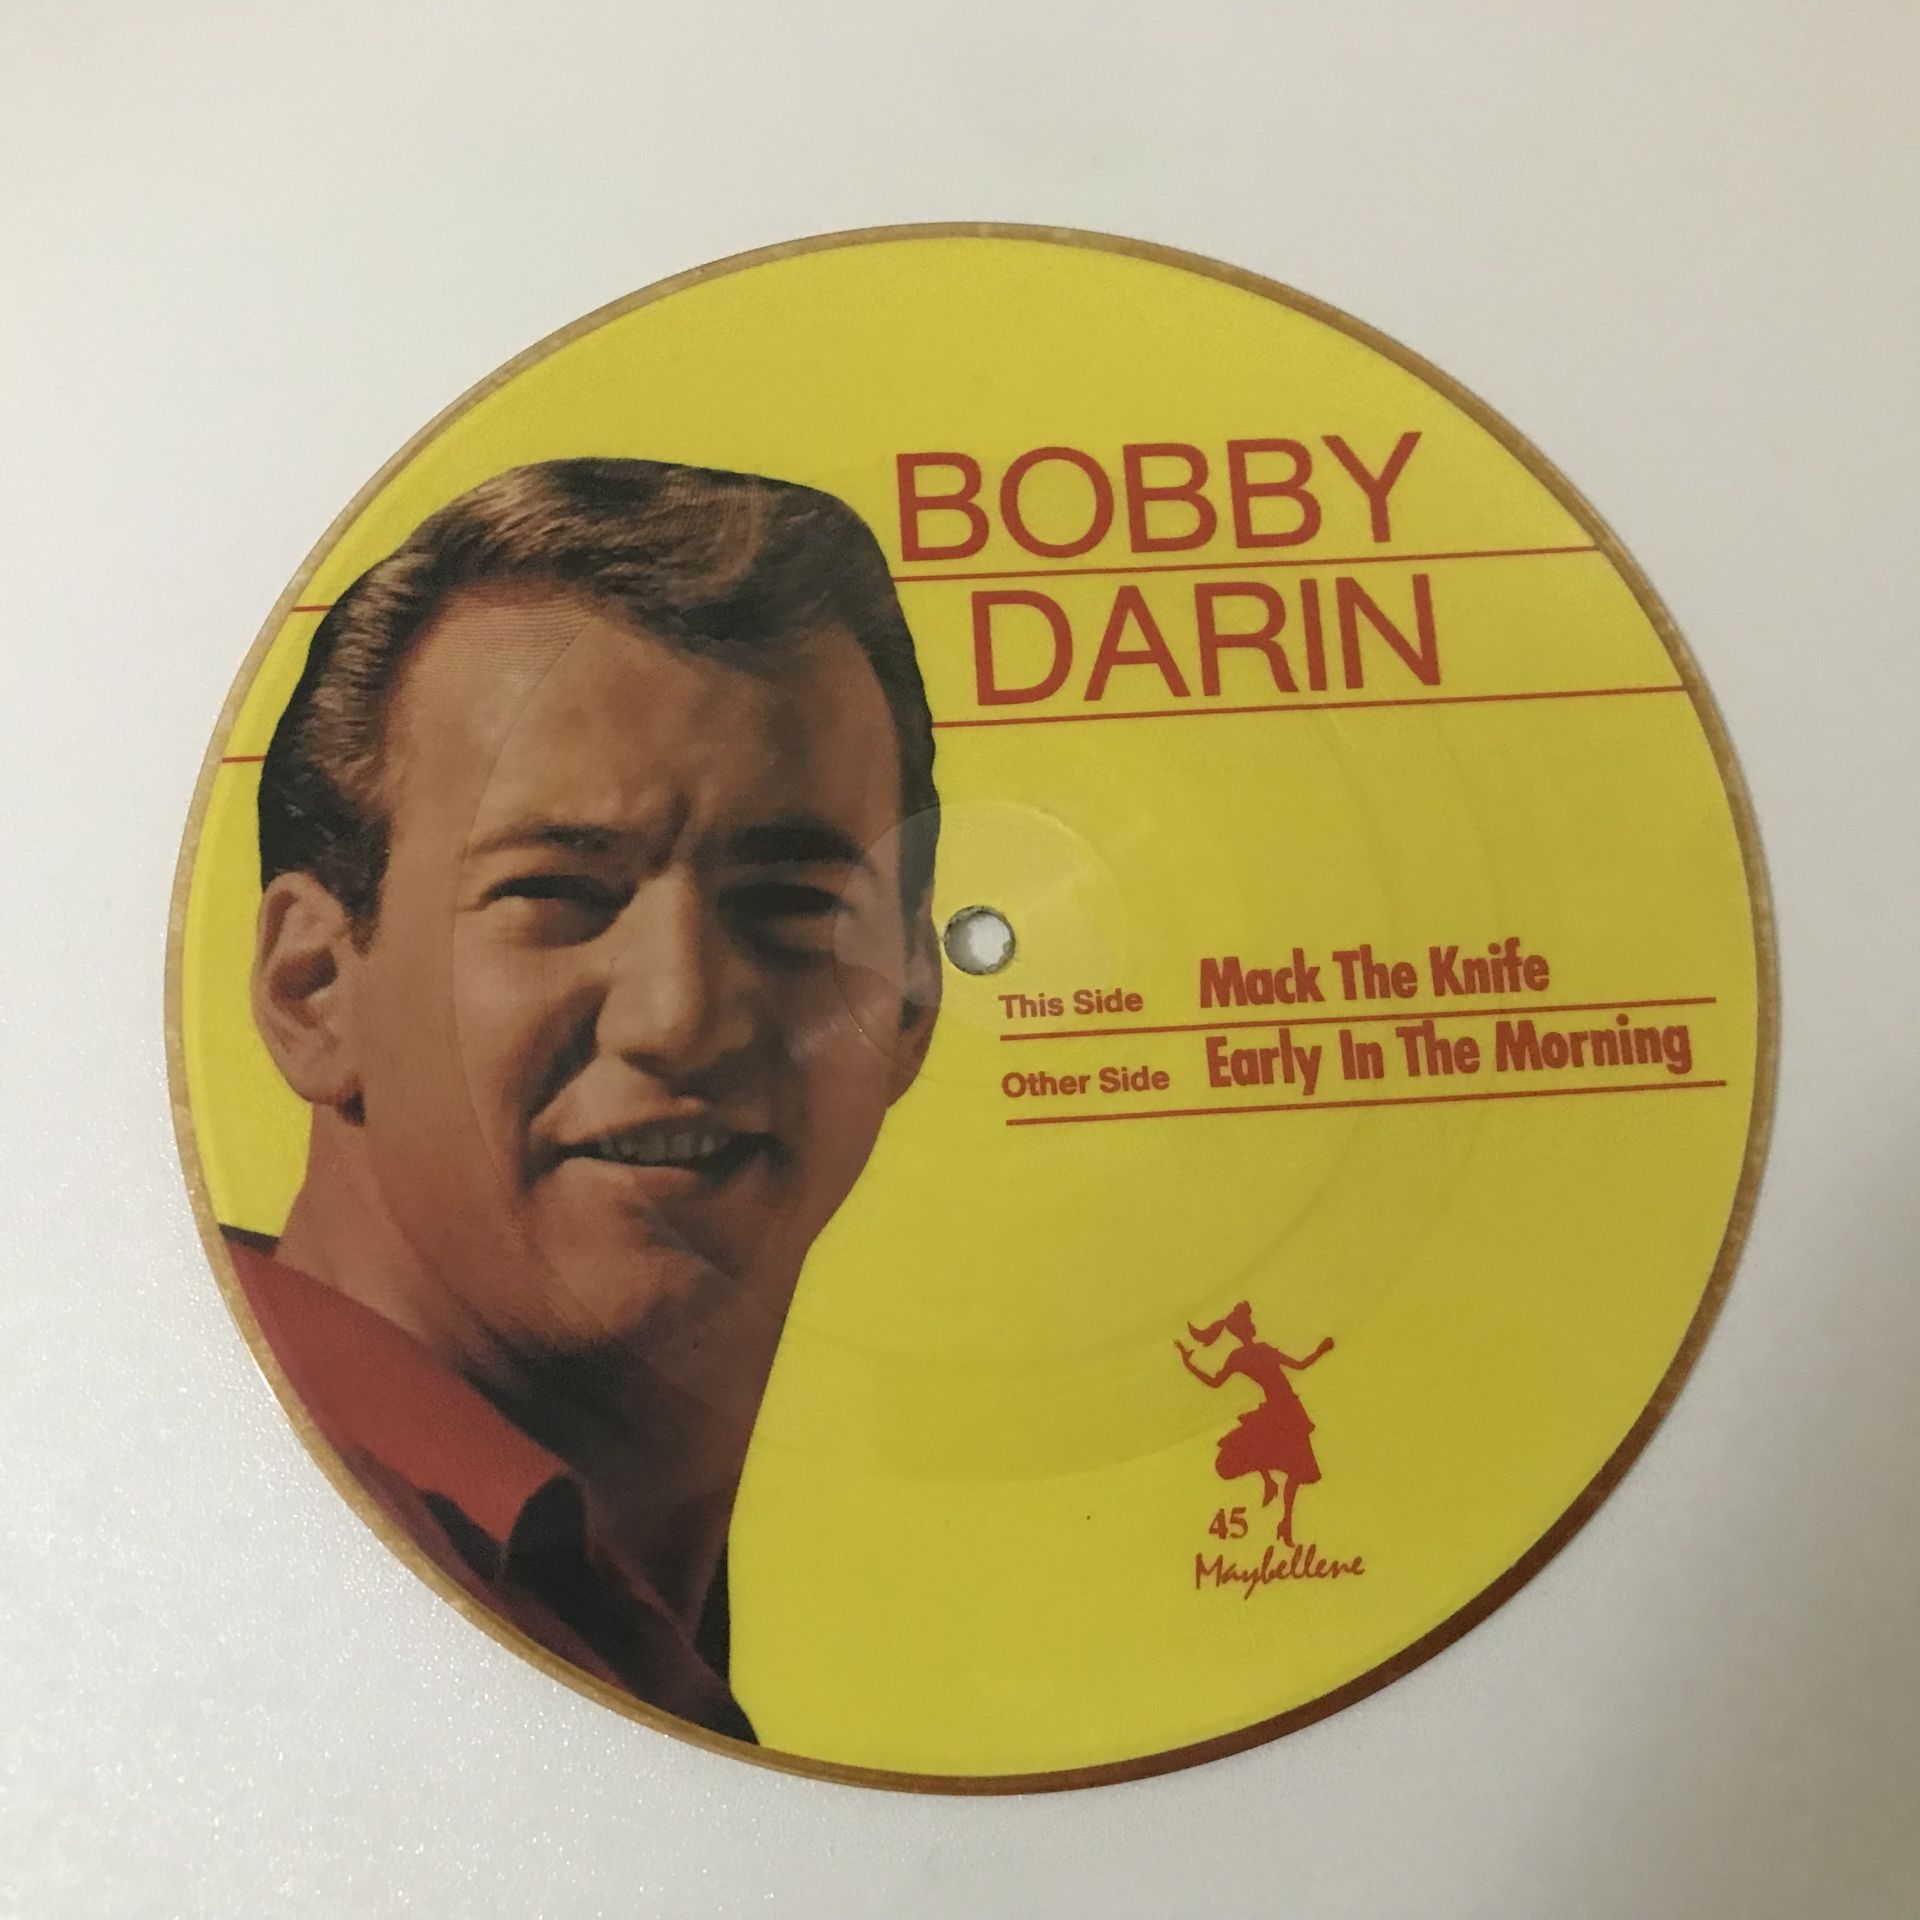 BOBBY
DARIN
This Side Mack The Knife
Other Side Early In The Morning
45
Maybellene